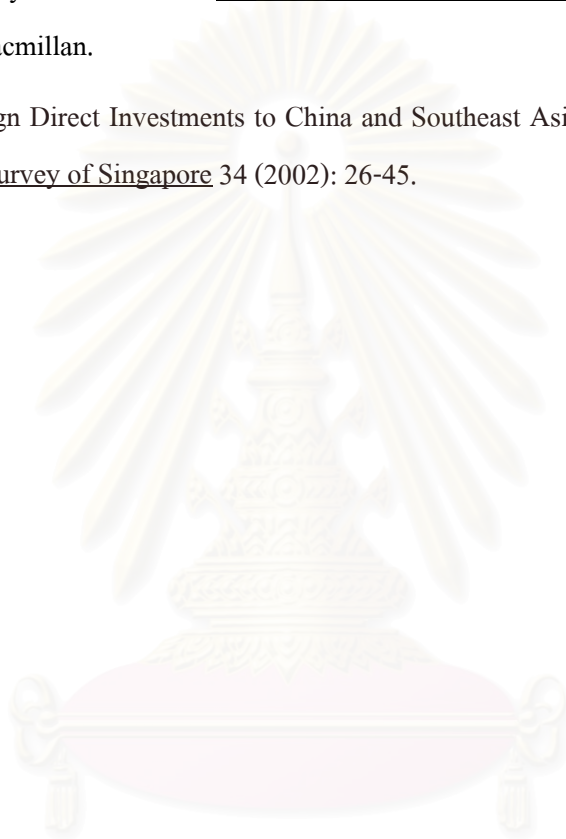 acmillan.
gn Direct Investments to China and Southeast Asi
urvey of Singapore 34 (2002): 26-45.